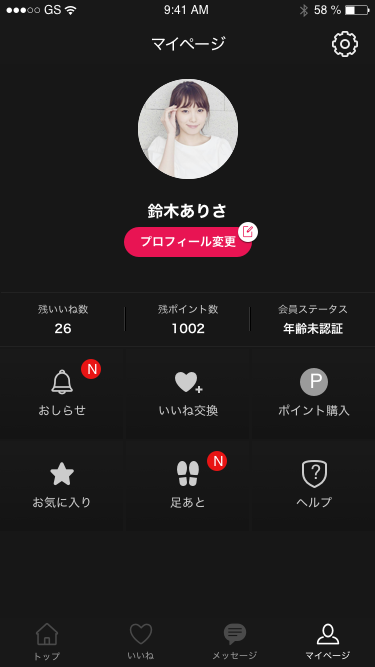 GS 9:41 AM 58 %
マイページ
鈴木ありさ
プロフィール変更
残いいね数 残ポイント数 会員ステータス
26 1002 年齢未認証
N
おしらせ いいね交換 P ポイント購入
N
お気に入り 足あと ? ヘルプ
トップ いいね メッセージ マイページ